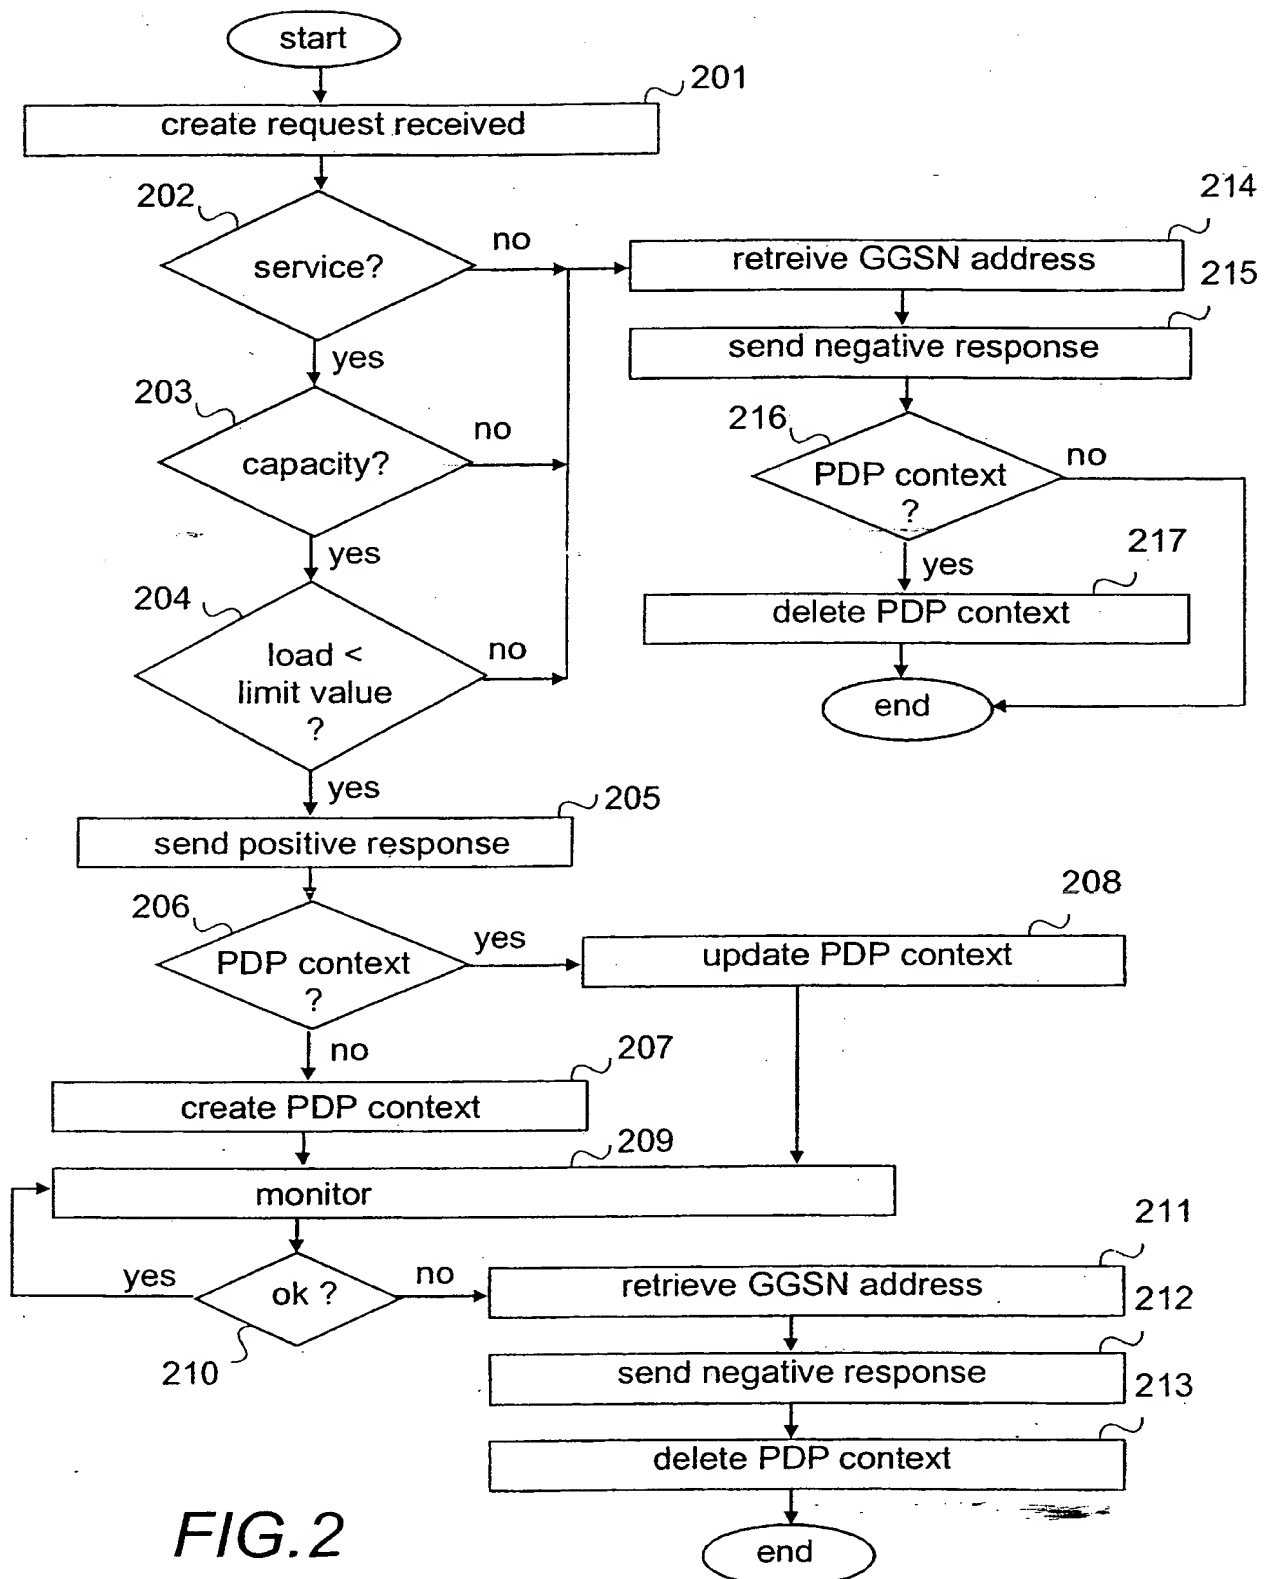 start
201
create request received
202
service?
no
yes
203
capacity?
no
yes
204
load <
limit value
?
no
yes
205
send positive response
206
PDP context
?
yes
208
update PDP context
no
207
create PDP context
209
monitor
yes
ok ?
no
210
211
retrieve GGSN address
212
send negative response
213
delete PDP context
end
214
retreive GGSN address
215
send negative response
216
PDP context
?
no
yes
217
delete PDP context
end
FIG.2